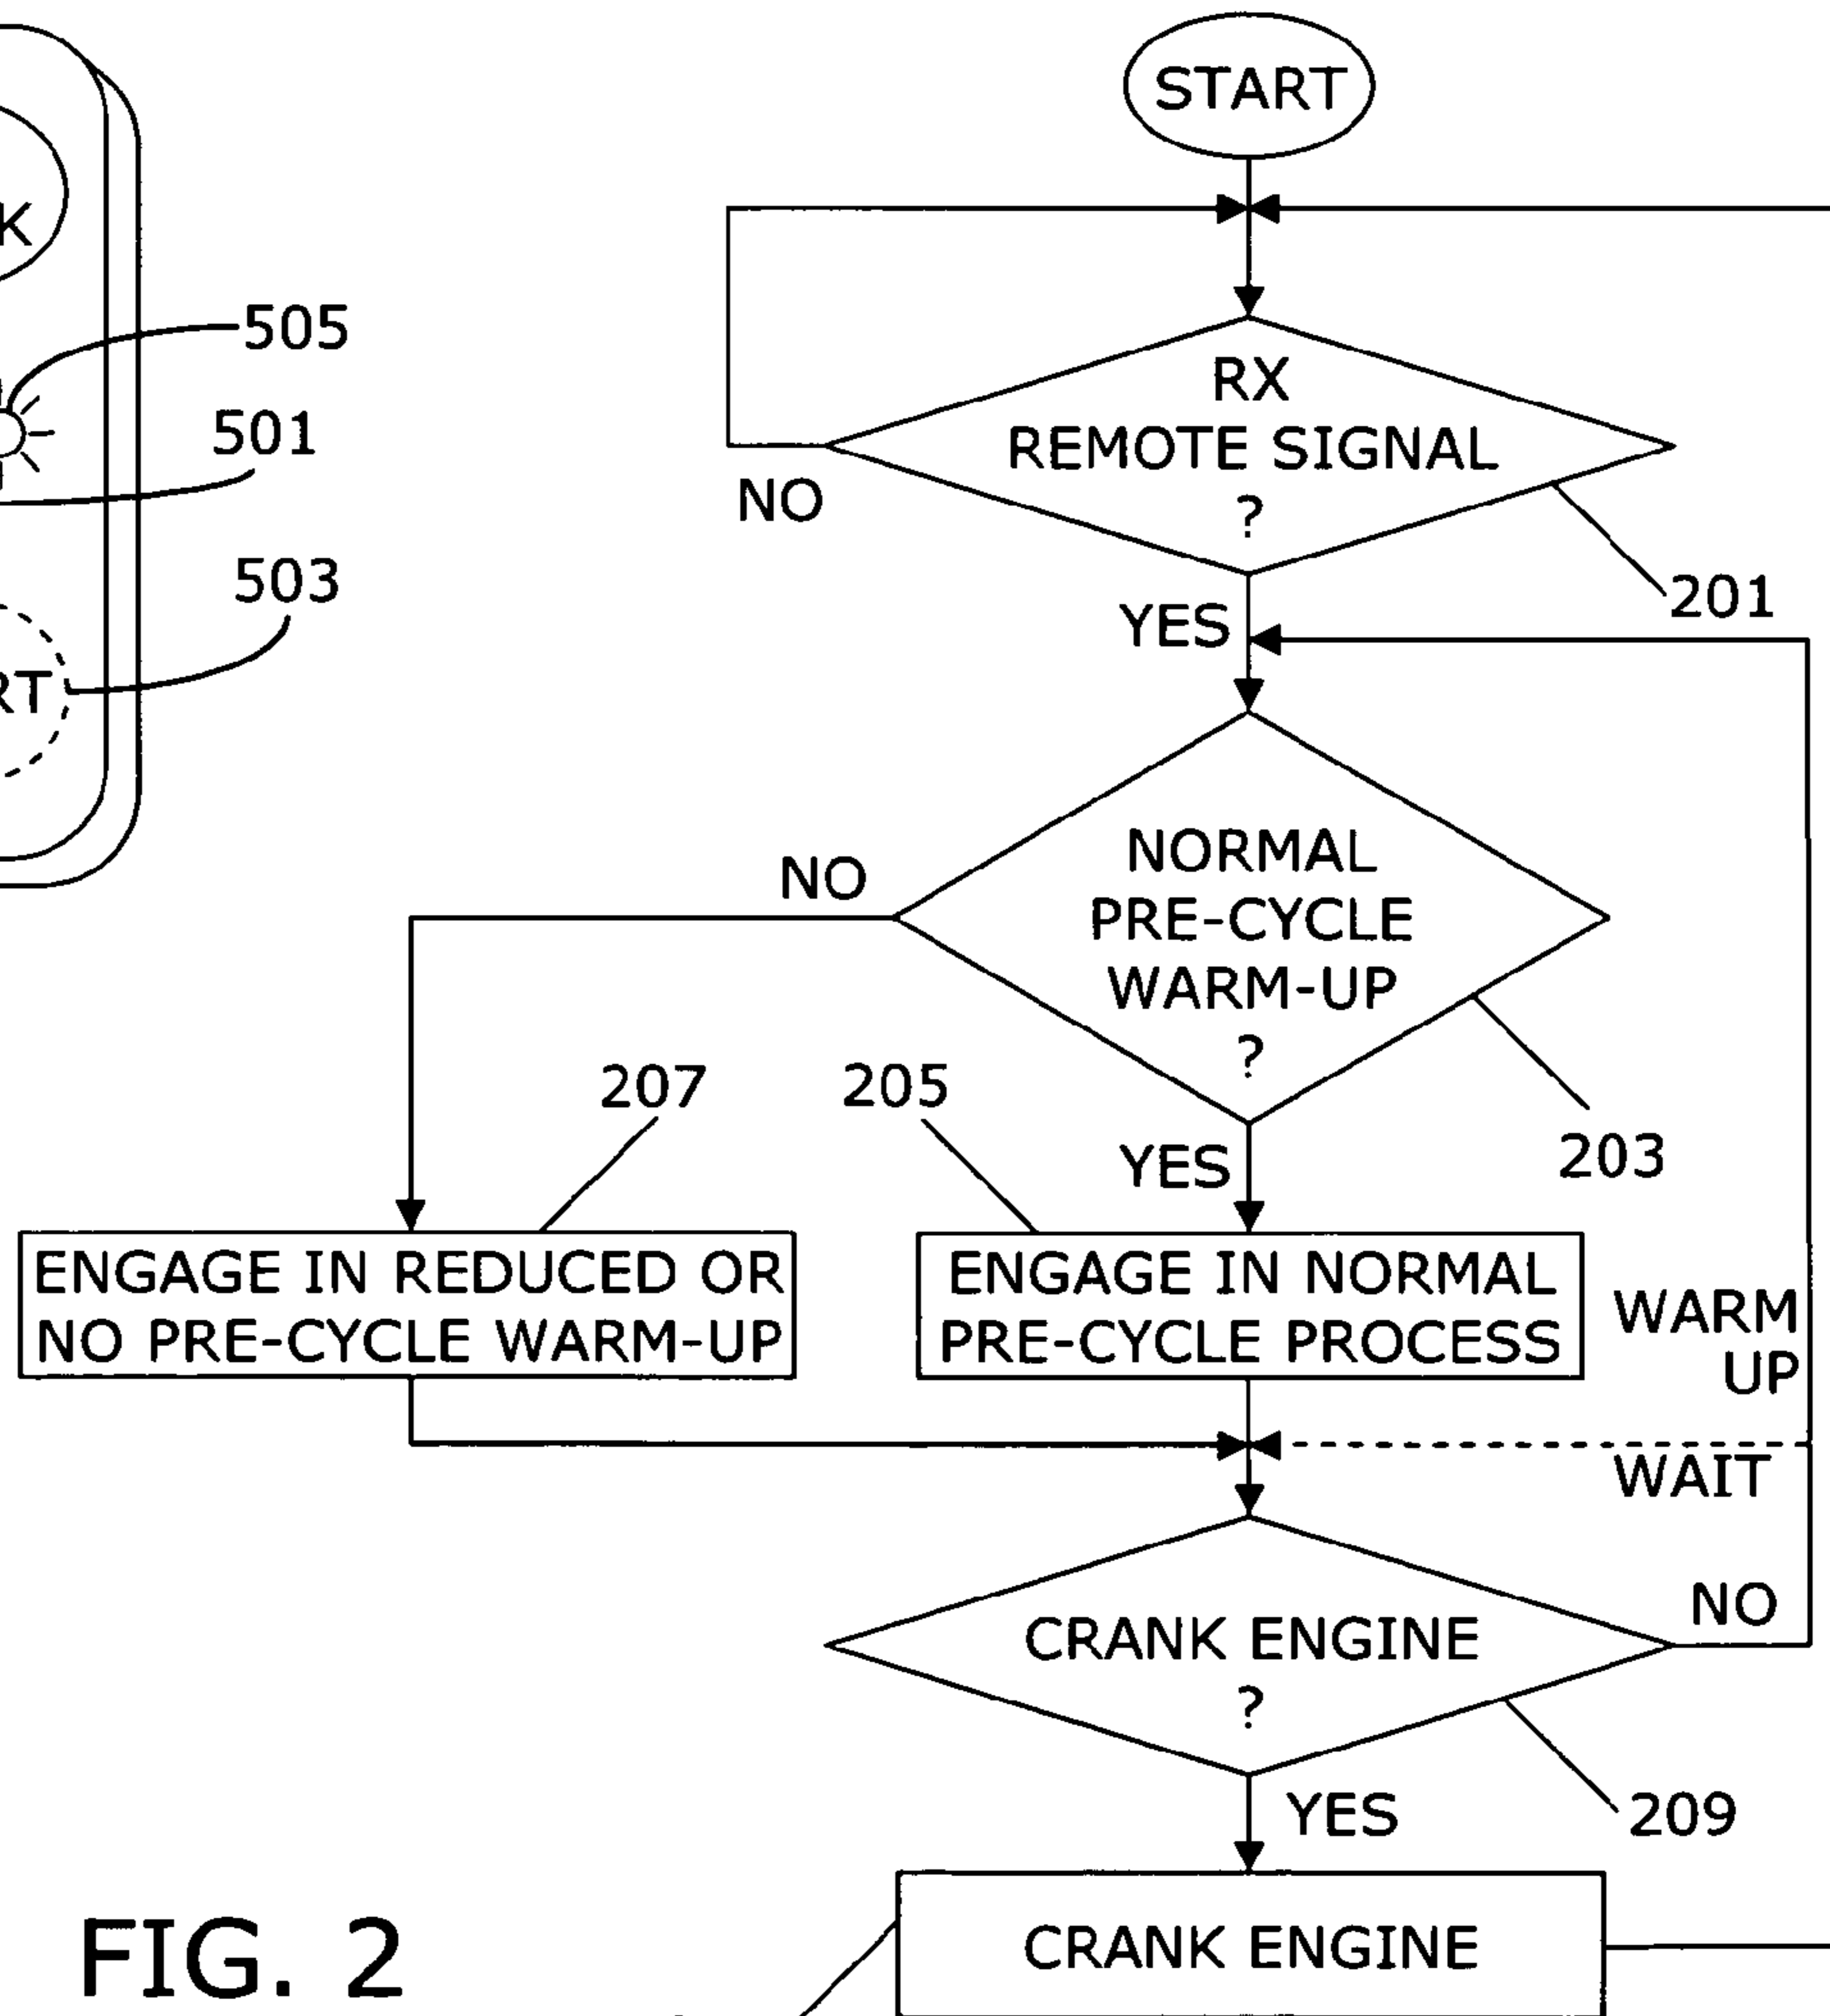 START
K
505
RX
REMOTE SIGNAL
?
501
NO
503
201
YES
RT
NORMAL
PRE-CYCLE
WARM-UP
?
NO
207
205
YES
203
ENGAGE IN REDUCED OR
NO PRE-CYCLE WARM-UP
ENGAGE IN NORMAL
PRE-CYCLE PROCESS
WARM
UP
WAIT
NO
CRANK ENGINE
?
YES
209
CRANK ENGINE
FIG. 2